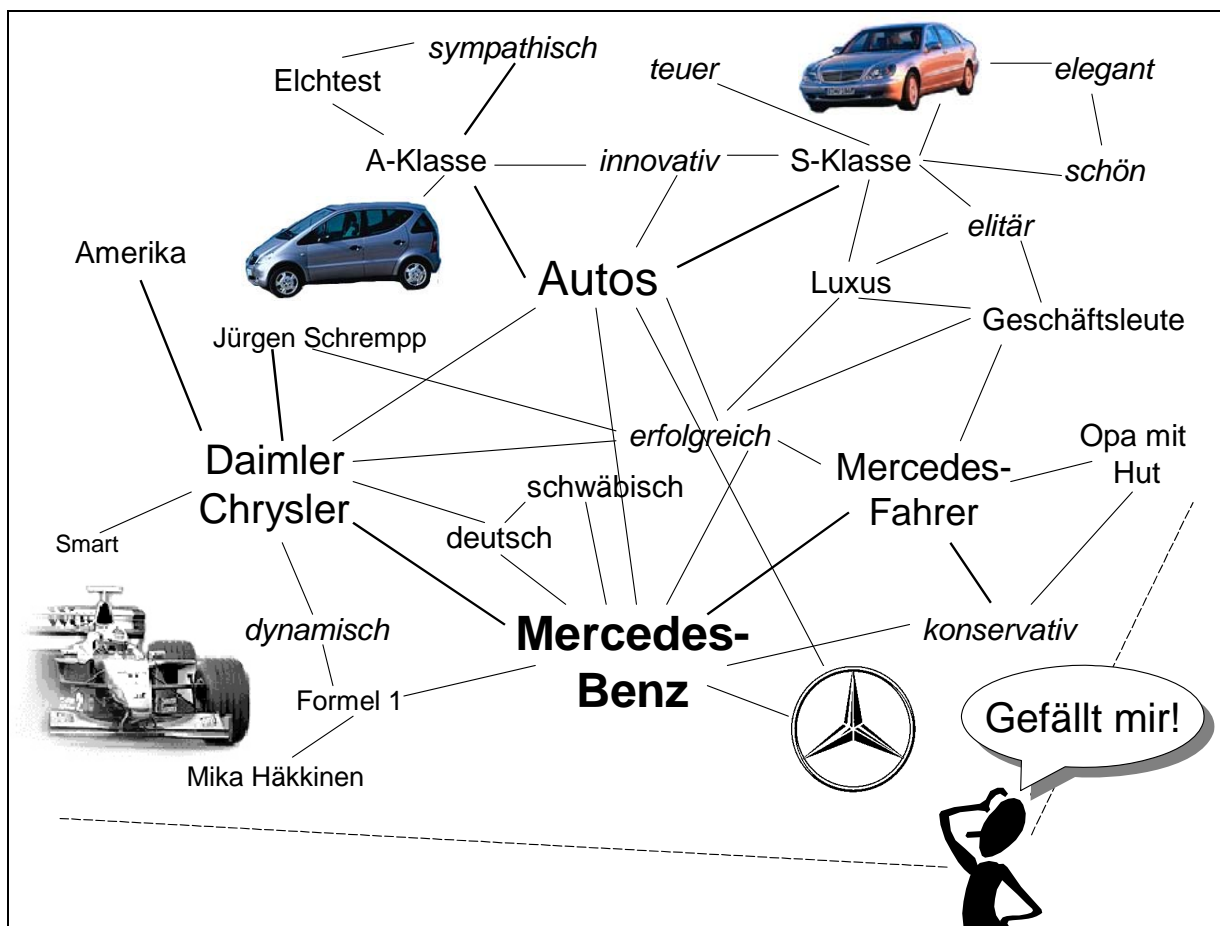 sympathisch
Elchtest
teuer
elegant
A-Klasse
innovativ
S-Klasse
schön
elitär
Amerika
Autos
Luxus
Geschäftsleute
Jürgen Schrempp
erfolgreich
Opa mit
Hut
Daimler
Chrysler
Mercedes-
Fahrer
schwäbisch
deutsch
Smart
dynamisch
Mercedes-
Benz
konservativ
Formel 1
Gefällt mir!
Mika Häkkinen